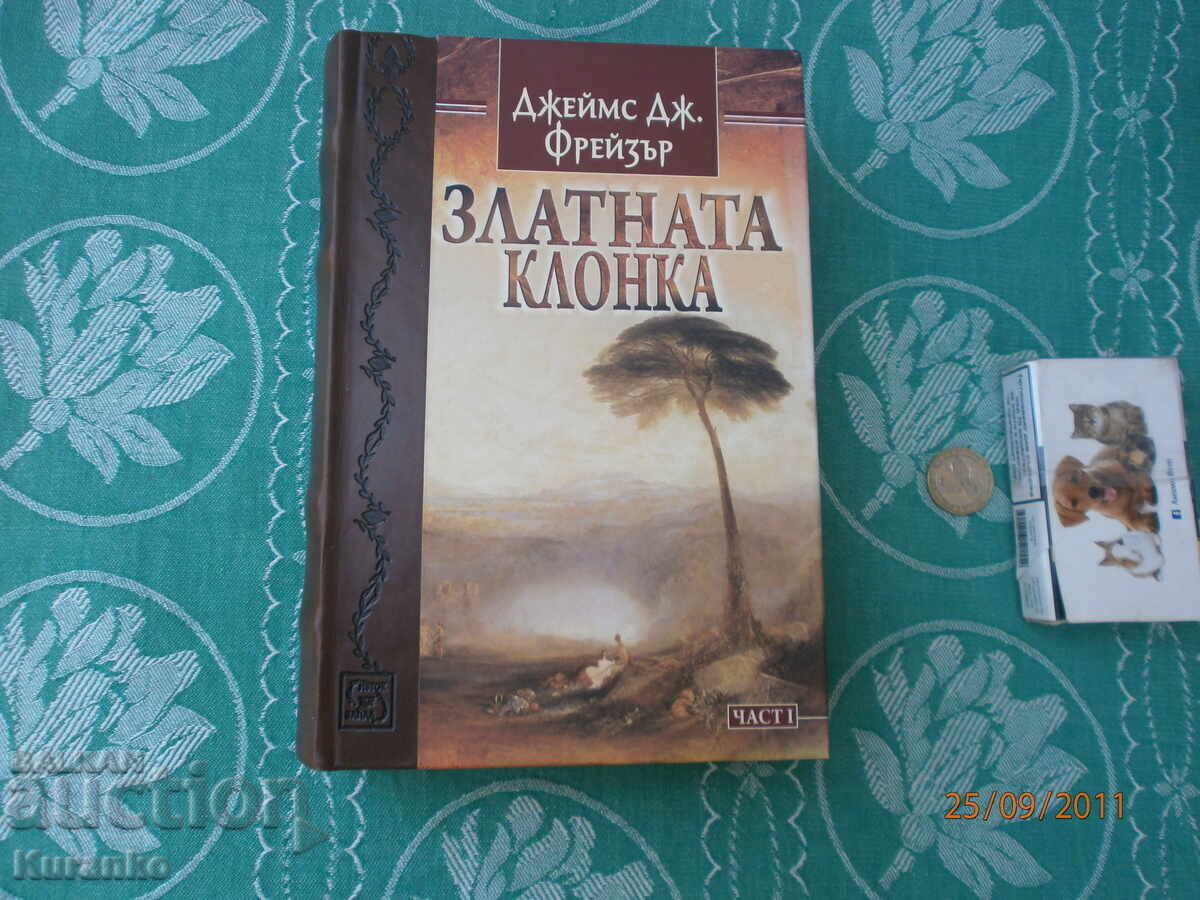 Джеймс Дж.
Фрейзър
ЗЛАТНАТА
КЛОНКА
ЧАСТ I
25/09/2011
BALKAN
auction
Kuranko